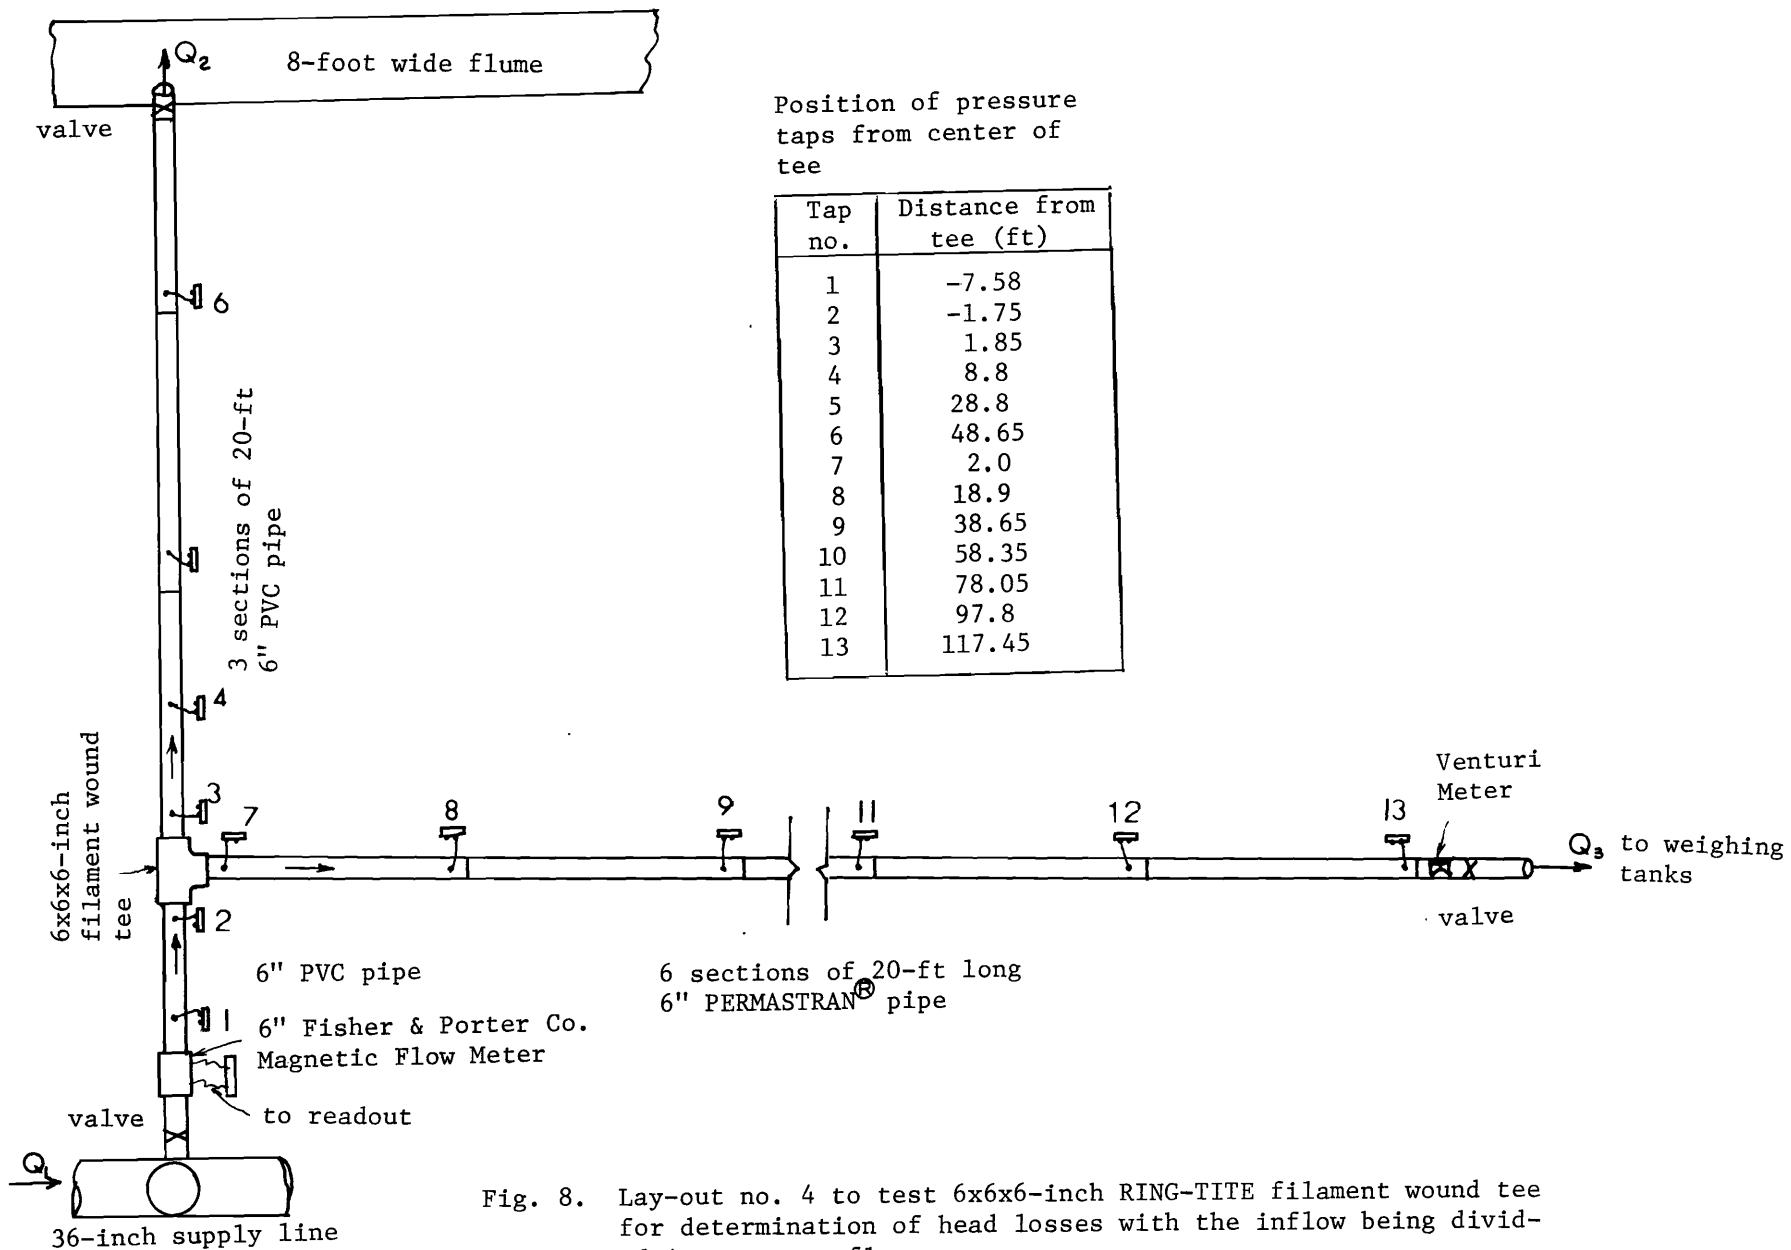 Q2
8-foot wide flume
valve
Position of pressure
taps from center of
tee
Tap
no.
Distance from
tee (ft)
1 -7.58
2 -1.75
3 1.85
4 8.8
5 28.8
6 48.65
7 2.0
8 18.9
9 38.65
10 58.35
11 78.05
12 97.8
13 117.45
6
3 sections of 20-ft
6" PVC pipe
4
6x6x6-inch
filament wound
tee
3
7
8
9
11
12
13
Venturi
Meter
Q3 to weighing
tanks
valve
2
6" PVC pipe
6 sections of 20-ft long
6" PERMASTRAN® pipe
1
6" Fisher & Porter Co.
Magnetic Flow Meter
to readout
valve
Q1
36-inch supply line
Fig. 8. Lay-out no. 4 to test 6x6x6-inch RING-TITE filament wound tee
for determination of head losses with the inflow being divid-